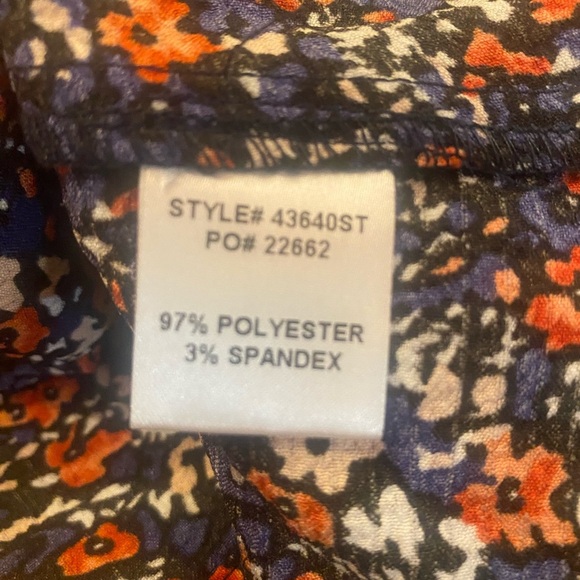 STYLE# 43640ST
PO# 22662
97% POLYESTER
3% SPANDEX